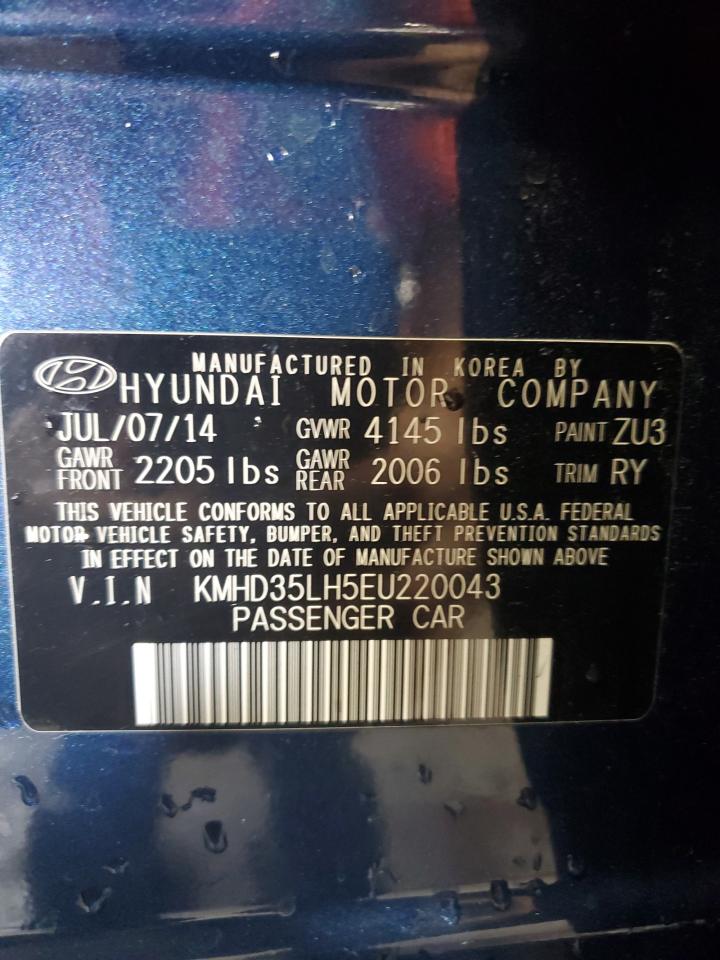 MANUFACTURED IN KOREA BY
HYUNDAI MOTOR COMPANY
JUL/07/14 GVWR 4145 lbs PAINT ZU3
GAWR FRONT 2205 lbs GAWR REAR 2006 lbs TRIM RY
THIS VEHICLE CONFORMS TO ALL APPLICABLE U.S.A. FEDERAL
MOTOR VEHICLE SAFETY, BUMPER, AND THEFT PREVENTION STANDARDS
IN EFFECT ON THE DATE OF MANUFACTURE SHOWN ABOVE
V.I.N KMHD35LH5EU220043
PASSENGER CAR